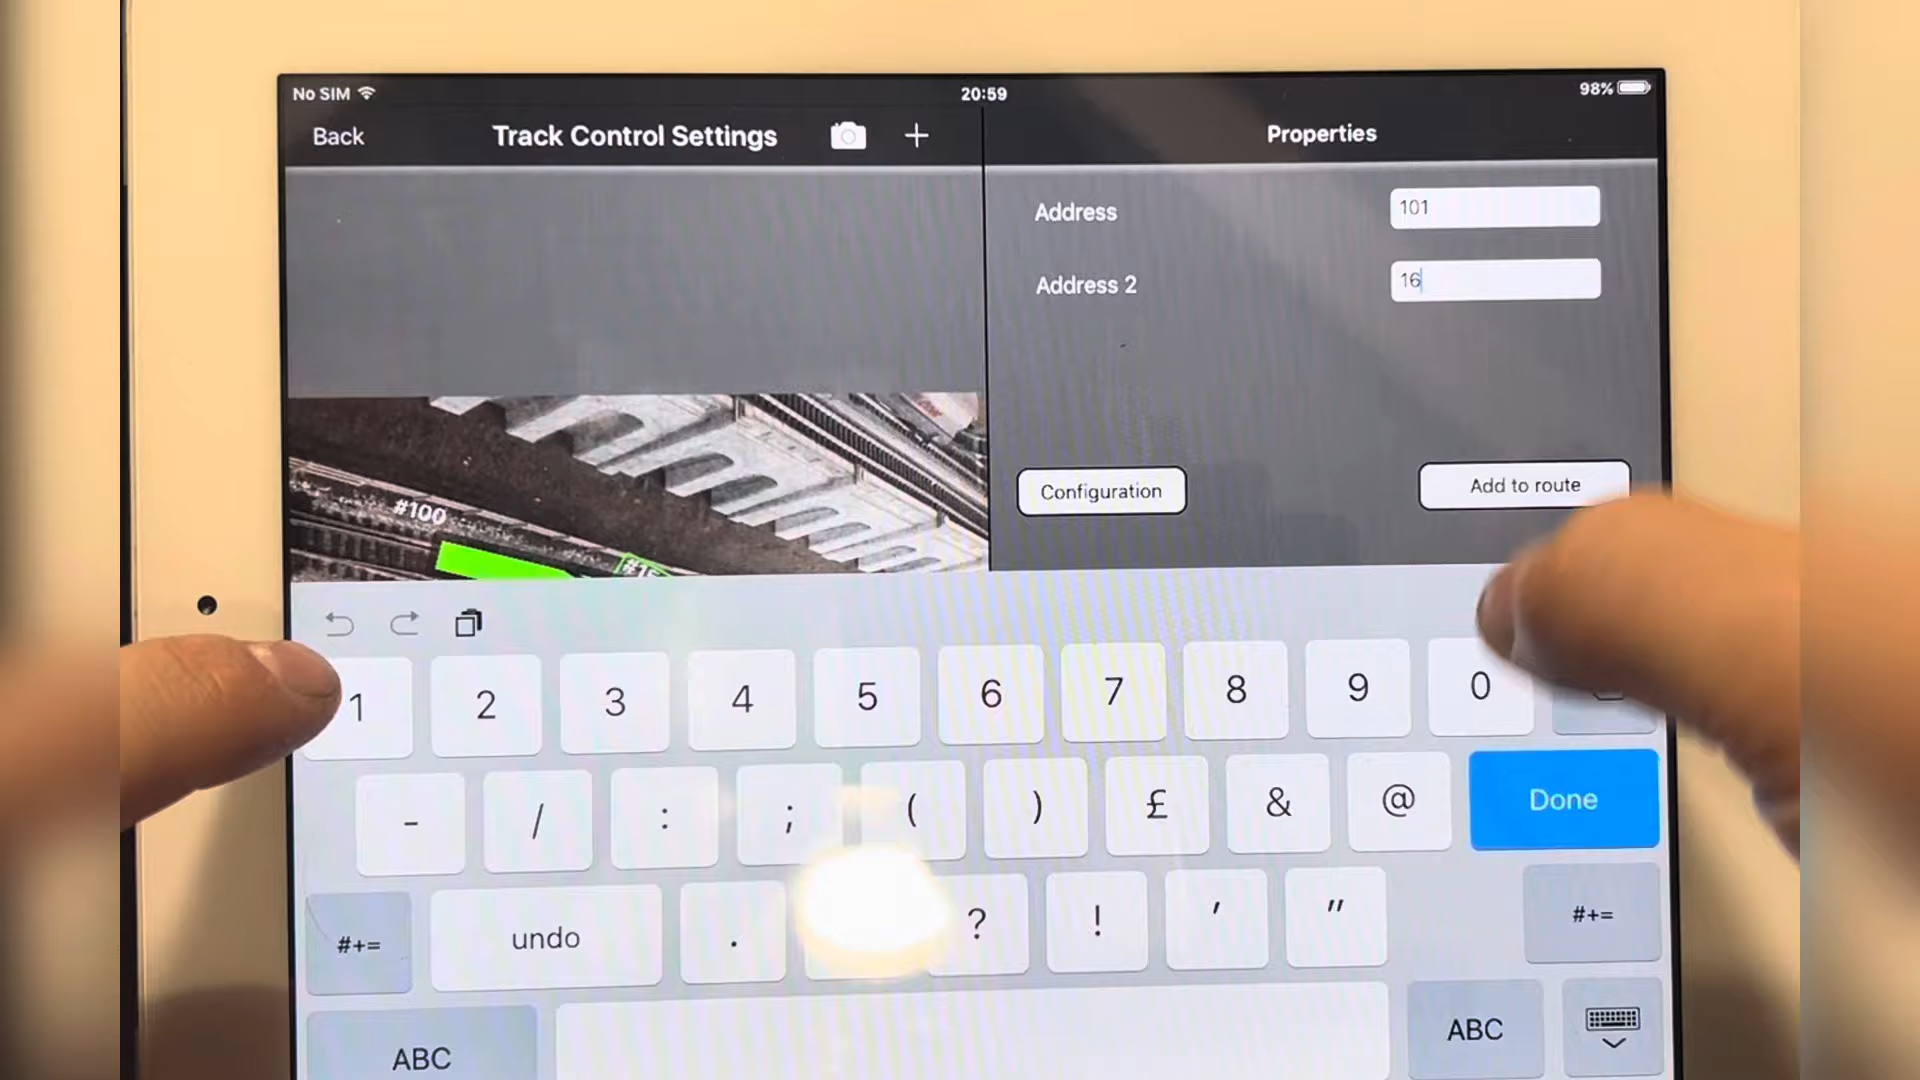 No SIM 20:59 98%
Back Track Control Settings Properties
Address 101
Address 2 16
Configuration Add to route
#100
1 2 3 4 5 6 7 8 9 0
- / : ; ( ) £ & @ Done
#+= undo . ? ! ' " #+=
ABC ABC